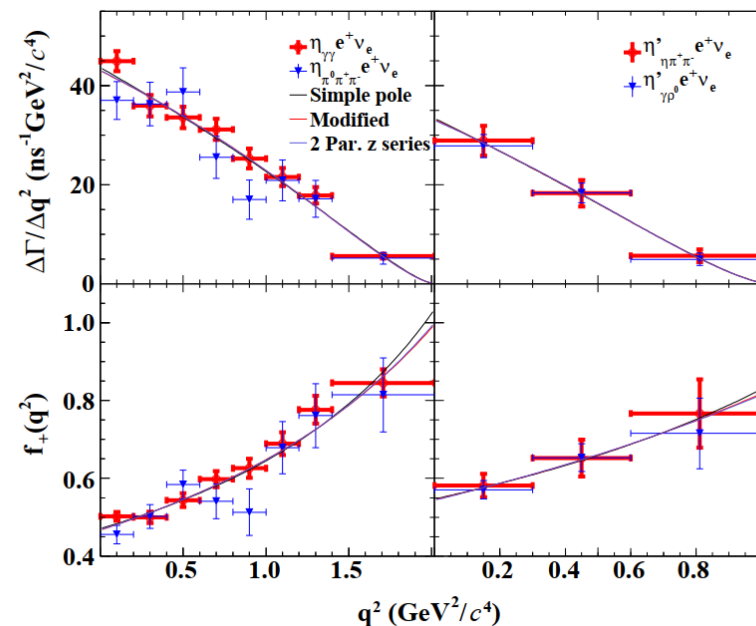 ΔΓ/Δq² (ns⁻¹GeV²/c⁴)
40
20
0
η_γγ e⁺ν_e
η_π⁰π⁺π⁻ e⁺ν_e
Simple pole
Modified
2 Par. z series
η'_ηπ⁺π⁻ e⁺ν_e
η'_γρ⁰ e⁺ν_e
f₊(q²)
1.0
0.8
0.6
0.4
0.5 1.0 1.5
0.2 0.4 0.6 0.8
q² (GeV²/c⁴)